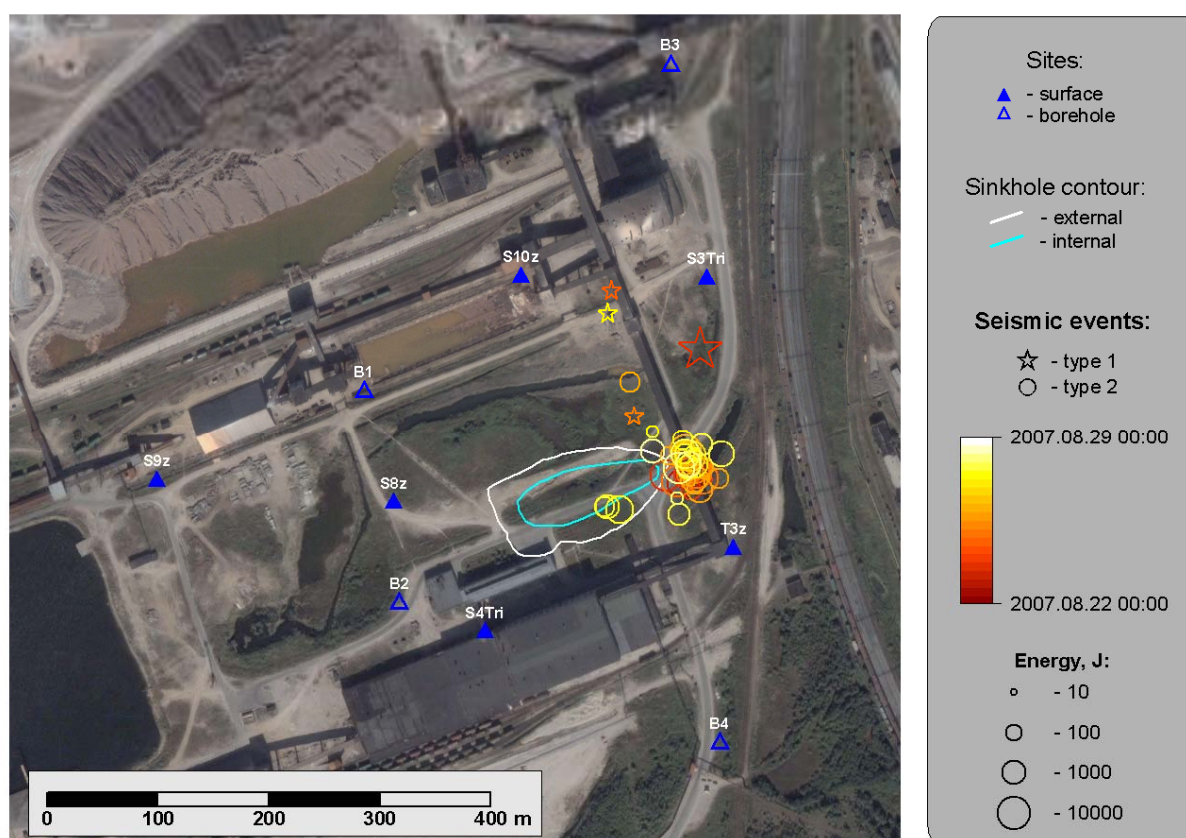 B3
S10z
S3Tri
B1
S9z
S8z
T3z
B2
S4Tri
B4
0 100 200 300 400 m
Sites:
- surface
- borehole
Sinkhole contour:
- external
- internal
Seismic events:
- type 1
- type 2
2007.08.29 00:00
2007.08.22 00:00
Energy, J:
- 10
- 100
- 1000
- 10000